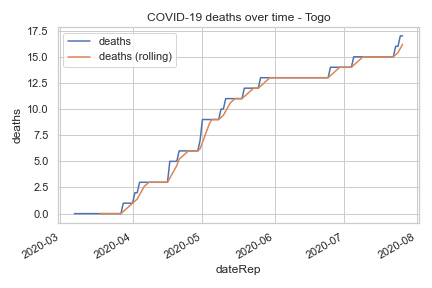 COVID-19 deaths over time - Togo
deaths
deaths (rolling)
17.5
15.0
12.5
10.0
7.5
5.0
2.5
0.0
deaths
2020-03
2020-04
2020-05
2020-06
2020-07
2020-08
dateRep